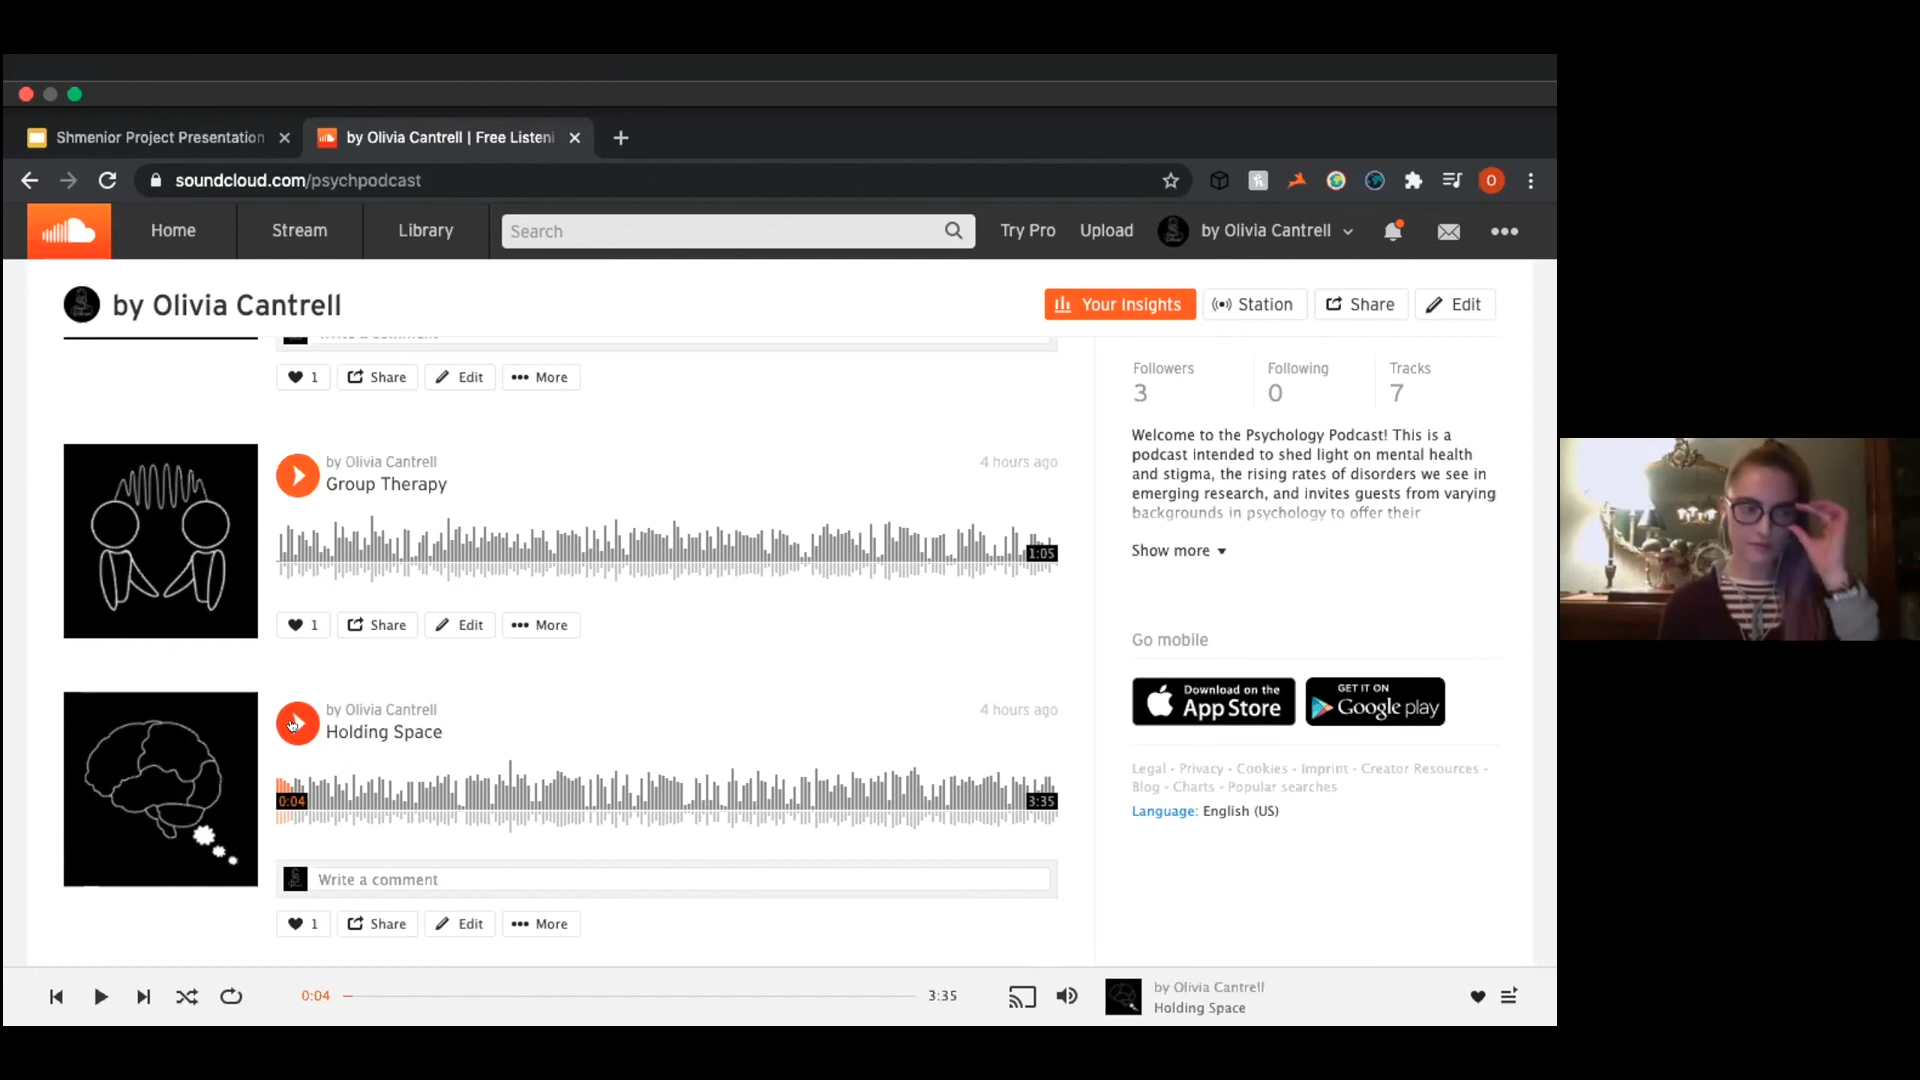 Shmenior Project Presentation
by Olivia Cantrell | Free Listeni
soundcloud.com/psychpodcast
O
Home
Stream
Library
Search
Try Pro
Upload
by Olivia Cantrell
by Olivia Cantrell
Your Insights
Station
Share
Edit
1
Share
Edit
More
by Olivia Cantrell
4 hours ago
Group Therapy
1:05
1
Share
Edit
More
by Olivia Cantrell
4 hours ago
Holding Space
0:04
3:35
Write a comment
1
Share
Edit
More
Followers
Following
Tracks
3
0
7
Welcome to the Psychology Podcast! This is a
podcast intended to shed light on mental health
and stigma, the rising rates of disorders we see in
emerging research, and invites guests from varying
backgrounds in psychology to offer their
Show more
Go mobile
Download on the
App Store
GET IT ON
Google play
Legal - Privacy - Cookies - Imprint - Creator Resources -
Blog - Charts - Popular searches
Language: English (US)
0:04
3:35
by Olivia Cantrell
Holding Space